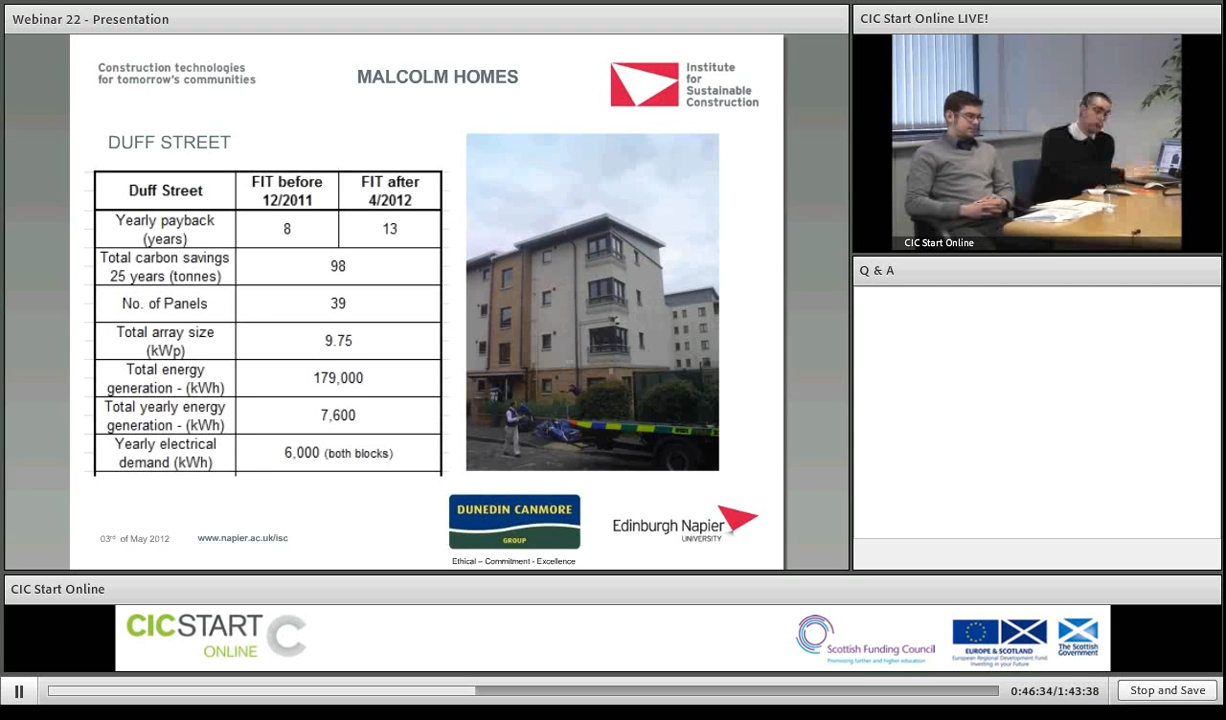 Webinar 22 - Presentation
CIC Start Online LIVE!
Construction technologies
for tomorrow's communities
MALCOLM HOMES
Institute
for
Sustainable
Construction
DUFF STREET
Duff Street
FIT before
12/2011
FIT after
4/2012
Yearly payback
(years)
8
13
Total carbon savings
25 years (tonnes)
98
No. of Panels
39
Total array size
(kWp)
9.75
Total energy
generation - (kWh)
179,000
Total yearly energy
generation - (kWh)
7,600
Yearly electrical
demand (kWh)
6,000 (both blocks)
DUNEDIN CANMORE
GROUP
Ethical – Commitment - Excellence
Edinburgh Napier
UNIVERSITY
03rd of May 2012
www.napier.ac.uk/isc
CIC Start Online
Q & A
CIC Start Online
CICSTART
ONLINE
C
Scottish Funding Council
Promoting further and higher education
EUROPE & SCOTLAND
European Regional Development Fund
Investing in your Future
The Scottish
Government
0:46:34/1:43:38
Stop and Save